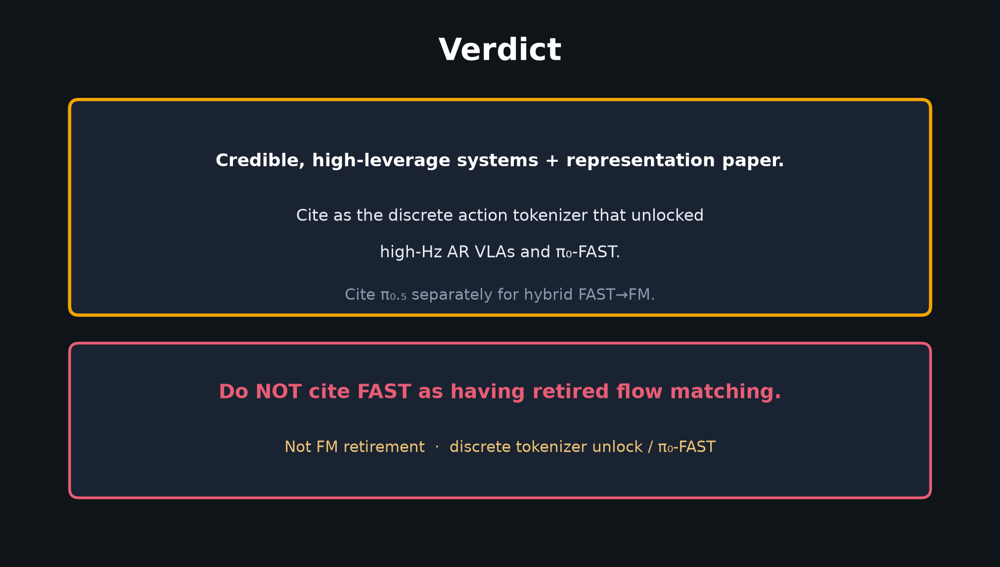 Verdict
Credible, high-leverage systems + representation paper.
Cite as the discrete action tokenizer that unlocked
high-Hz AR VLAs and π₀-FAST.
Cite π₀.₅ separately for hybrid FAST→FM.
Do NOT cite FAST as having retired flow matching.
Not FM retirement · discrete tokenizer unlock / π₀-FAST